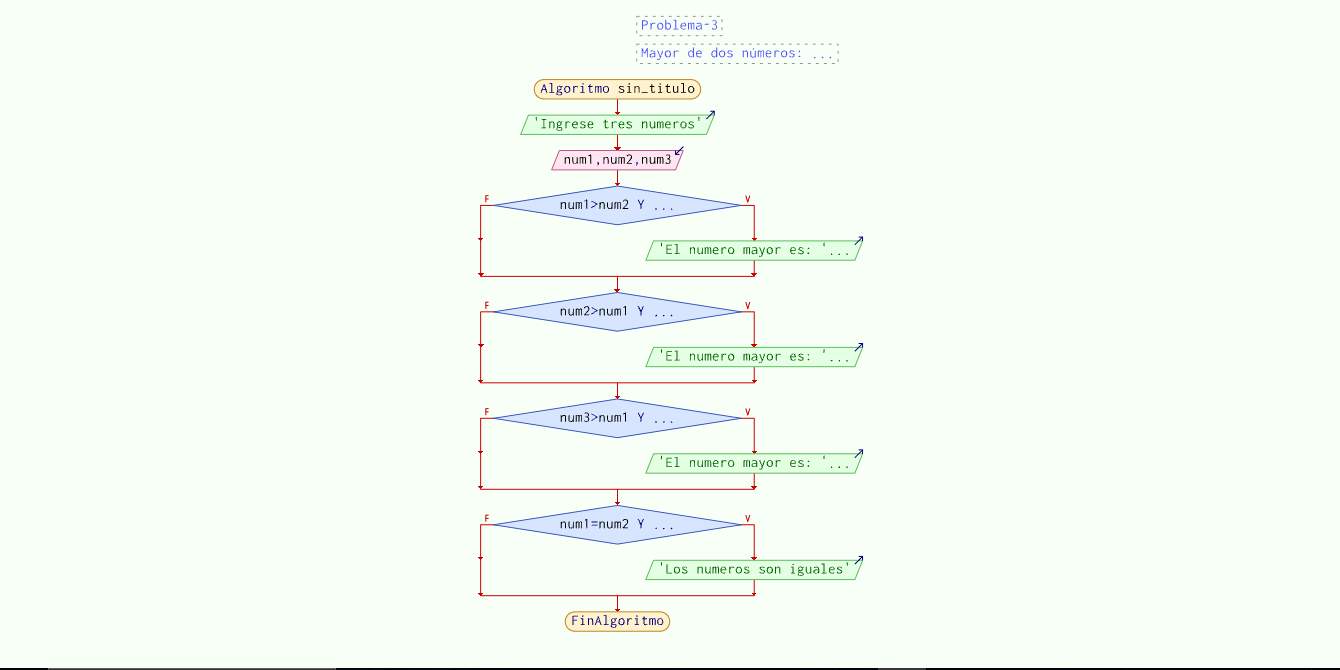 Problema-3
Mayor de dos números: ...
Algoritmo sin_titulo
'Ingrese tres numeros'
num1,num2,num3
F
V
num1>num2 Y ...
'El numero mayor es: '...
F
V
num2>num1 Y ...
'El numero mayor es: '...
F
V
num3>num1 Y ...
'El numero mayor es: '...
F
V
num1=num2 Y ...
'Los numeros son iguales'
FinAlgoritmo